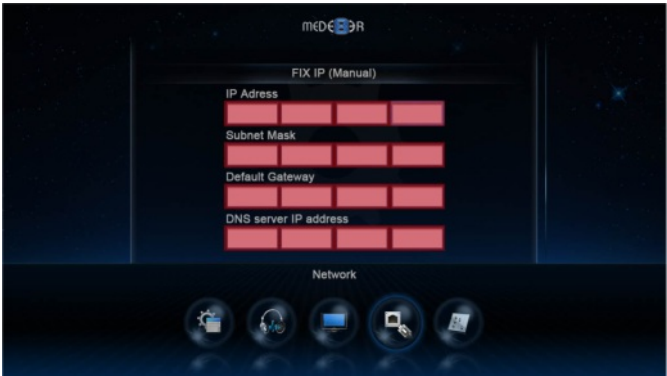 MEDE8ER
FIX IP (Manual)
IP Adress
Subnet Mask
Default Gateway
DNS server IP address
Network